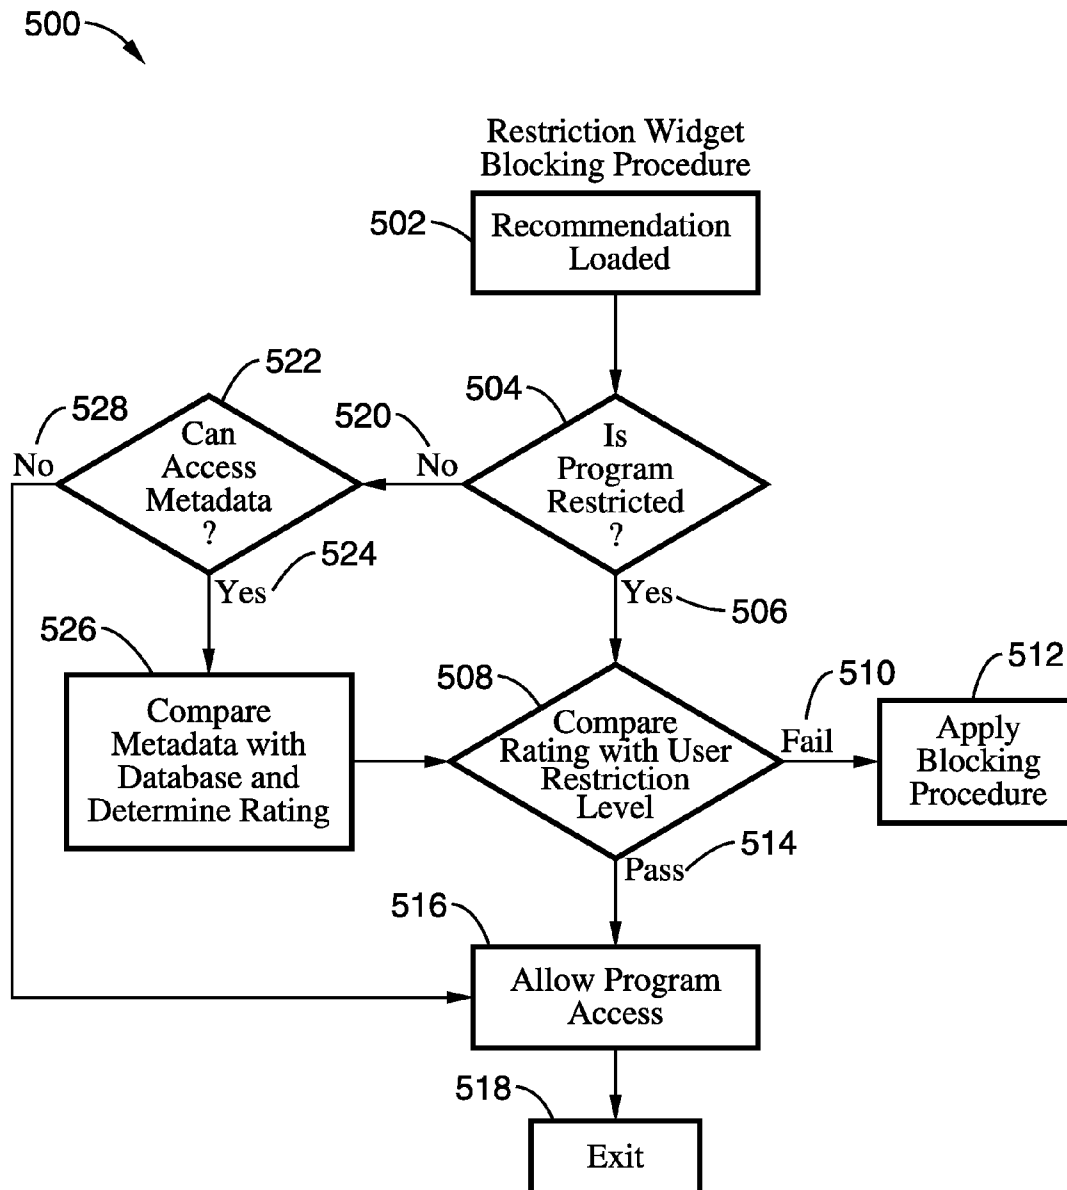 500
Restriction Widget
Blocking Procedure
502
Recommendation
Loaded
522
504
528
520
Can
Access
Metadata
?
Is
Program
Restricted
?
No
No
Yes
524
Yes
506
526
508
510
512
Compare
Metadata with
Database and
Determine Rating
Compare
Rating with User
Restriction
Level
Fail
Apply
Blocking
Procedure
Pass
514
516
Allow Program
Access
518
Exit